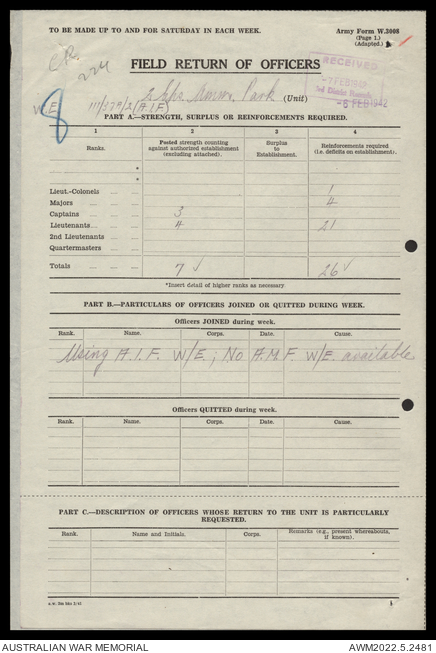 TO BE MADE UP TO AND FOR SATURDAY IN EACH WEEK.
Army Form W.3008
(Page 1.)
(Adapted.)
224
FIELD RETURN OF OFFICERS
RECEIVED
-7 FEB 1942
-6 FEB 1942
Park (Unit)
W.E.
8
111/37A/2 (A.I.F.)
PART A.—STRENGTH, SURPLUS OR REINFORCEMENTS REQUIRED.
1 2 3 4
Ranks. Posted strength counting against authorized establishment (excluding attached). Surplus to Establishment. Reinforcements required (i.e. deficits on establishment).
*
*
Lieut.-Colonels 1
Majors 4
Captains 3
Lieutenants 4 21
2nd Lieutenants
Quartermasters
Totals 7 ✓ 26 ✓
*Insert detail of higher ranks as necessary
PART B.—PARTICULARS OF OFFICERS JOINED OR QUITTED DURING WEEK.
Officers JOINED during week.
Rank. Name. Corps. Date. Cause.
Using A.I.F. W/E; No A.M.F. W/E. available
Officers QUITTED during week.
Rank. Name. Corps. Date. Cause.
PART C.—DESCRIPTION OF OFFICERS WHOSE RETURN TO THE UNIT IS PARTICULARLY
REQUESTED.
Rank. Name and Initials. Corps. Remarks (e.g., present whereabouts, if known).
AUSTRALIAN WAR MEMORIAL
AWM2022.5.2481